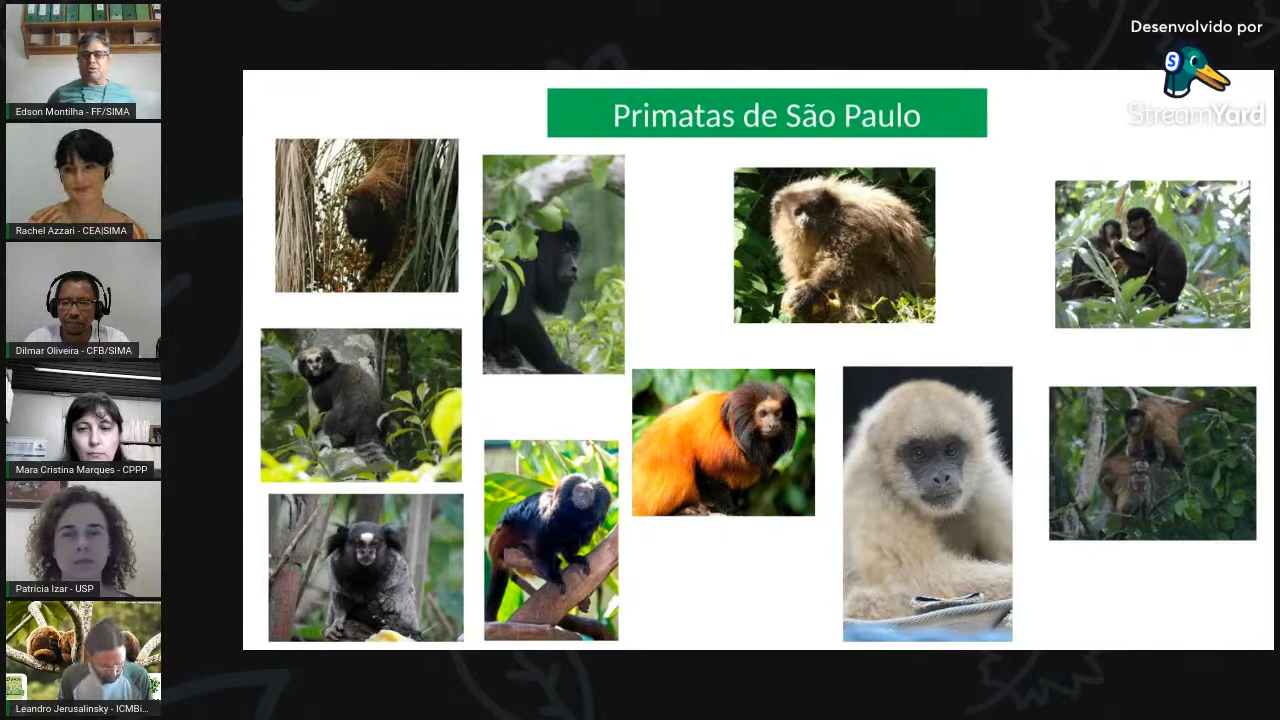 Edson Montilha - FF/SIMA
Rachel Azzari - CEA|SIMA
Dilmar Oliveira - CFB/SIMA
Mara Cristina Marques - CPPP
Patrícia Izar - USP
Leandro Jerusalinsky - ICMBi...
Primatas de São Paulo
Desenvolvido por
S
StreamYard